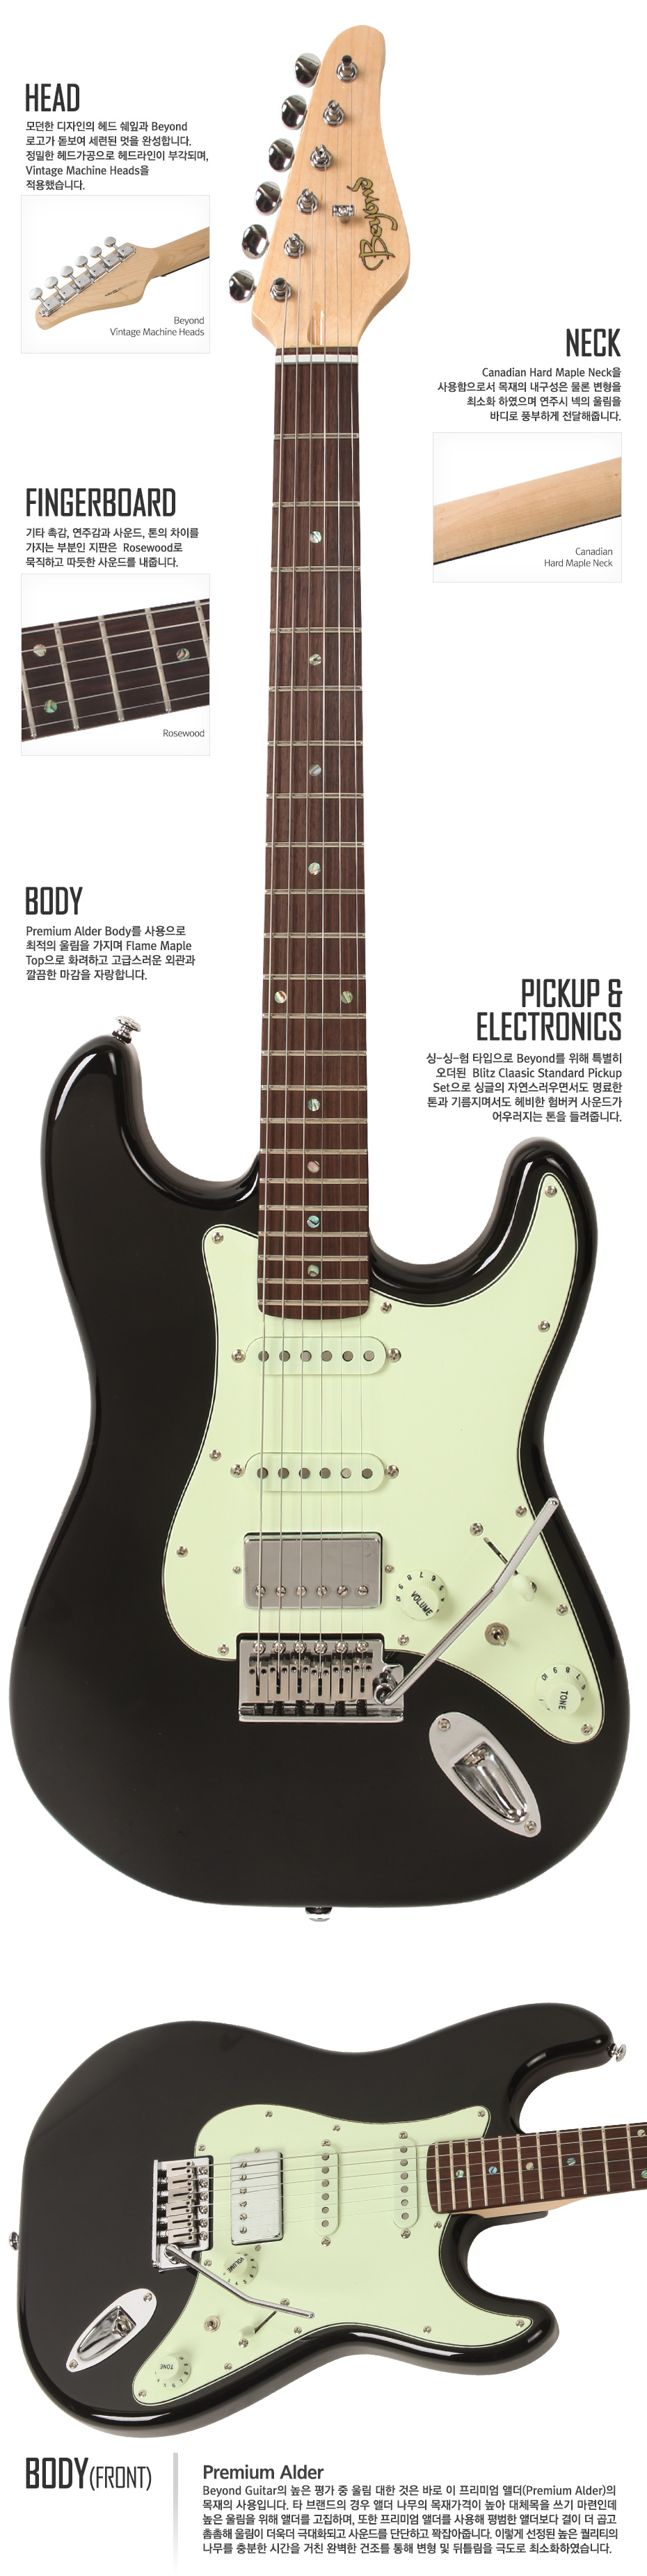 HEAD
모던한 디자인의 헤드 쉐잎과 Beyond
로고가 돋보여 세련된 멋을 완성합니다.
정밀한 헤드가공으로 헤드라인이 부각되며,
Vintage Machine Heads을
적용했습니다.
Beyond
Vintage Machine Heads
Beyond
NECK
Canadian Hard Maple Neck을
사용함으로서 목재의 내구성은 물론 변형을
최소화 하였으며 연주시 넥의 울림을
바디로 풍부하게 전달해줍니다.
Canadian
Hard Maple Neck
FINGERBOARD
기타 촉감, 연주감과 사운드, 톤의 차이를
가지는 부분인 지판은 Rosewood로
묵직하고 따듯한 사운드를 내줍니다.
Rosewood
BODY
Premium Alder Body를 사용으로
최적의 울림을 가지며 Flame Maple
Top으로 화려하고 고급스러운 외관과
깔끔한 마감을 자랑합니다.
PICKUP &
ELECTRONICS
싱-싱-험 타입으로 Beyond를 위해 특별히
오더된 Blitz Claasic Standard Pickup
Set으로 싱글의 자연스러우면서도 명료한
톤과 기름지며서도 헤비한 험버커 사운드가
어우러지는 톤을 들려줍니다.
VOLUME
TONE
VOLUME
TONE
BODY(FRONT)
Premium Alder
Beyond Guitar의 높은 평가 중 울림 대한 것은 바로 이 프리미엄 앨더(Premium Alder)의
목재의 사용입니다. 타 브랜드의 경우 앨더 나무의 목재가격이 높아 대체목을 쓰기 마련인데
높은 울림을 위해 앨더를 고집하며, 또한 프리미엄 앨더를 사용해 평범한 앨더보다 결이 더 곱고
촘촘해 울림이 더욱더 극대화되고 사운드를 단단하고 꽉잡아줍니다. 이렇게 선정된 높은 퀄리티의
나무를 충분한 시간을 거친 완벽한 건조를 통해 변형 및 뒤틀림을 극도로 최소화하였습니다.